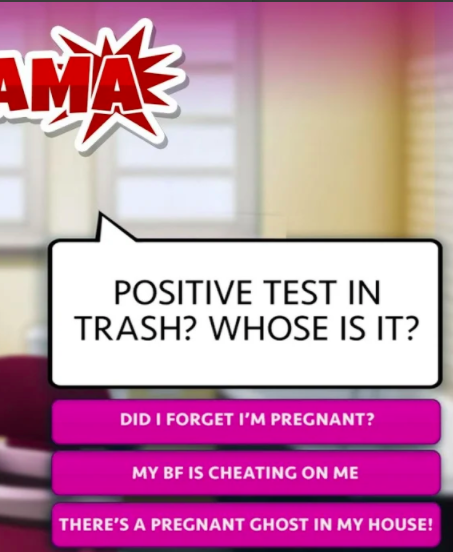 AMA
POSITIVE TEST IN
TRASH? WHOSE IS IT?
DID I FORGET I'M PREGNANT?
MY BF IS CHEATING ON ME
THERE'S A PREGNANT GHOST IN MY HOUSE!